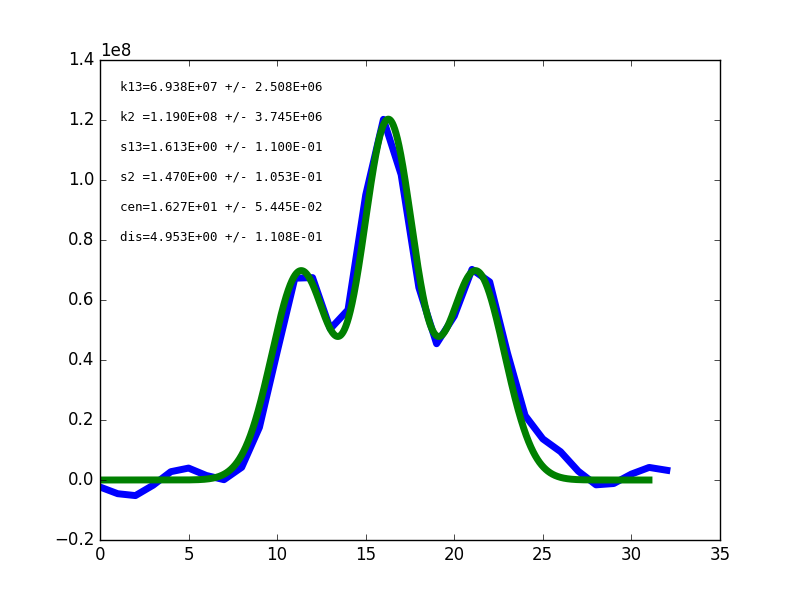 1e8
1.4
1.2
1.0
0.8
0.6
0.4
0.2
0.0
−0.2
k13=6.938E+07 +/- 2.508E+06
k2 =1.190E+08 +/- 3.745E+06
s13=1.613E+00 +/- 1.100E-01
s2 =1.470E+00 +/- 1.053E-01
cen=1.627E+01 +/- 5.445E-02
dis=4.953E+00 +/- 1.108E-01
0 5 10 15 20 25 30 35